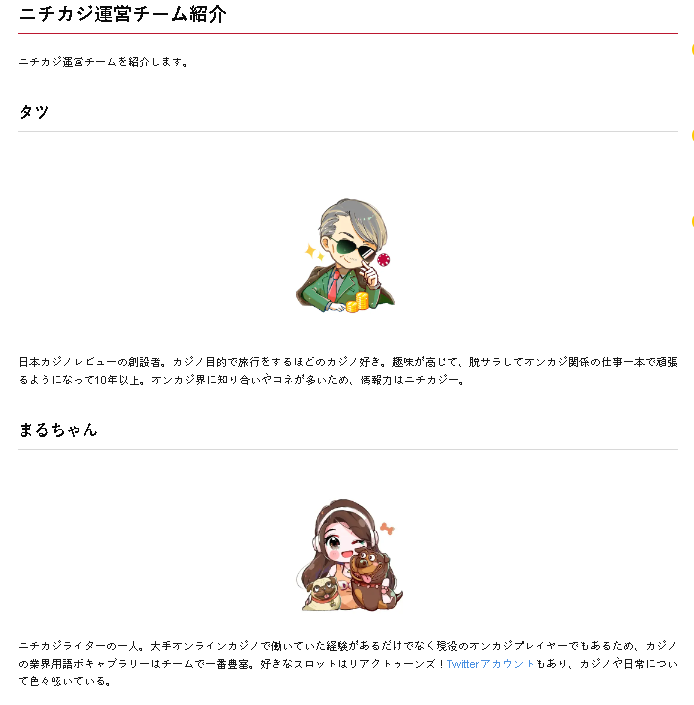 ニチカジ運営チーム紹介
ニチカジ運営チームを紹介します。
タツ
日本カジノレビューの創設者。カジノ目的で旅行をするほどのカジノ好き。趣味が高じて、脱サラしてオンカジ関係の仕事一本で頑張
るようになって10年以上。オンカジ界に知り合いやコネが多いため、情報力はニチカジ一。
まるちゃん
ニチカジライターの一人。大手オンラインカジノで働いていた経験があるだけでなく現役のオンカジプレイヤーでもあるため、カジノ
の業界用語ボキャブラリーはチームで一番豊富。好きなスロットはリアクトゥーンズ！Twitterアカウントもあり、カジノや日常につい
て色々呟いている。